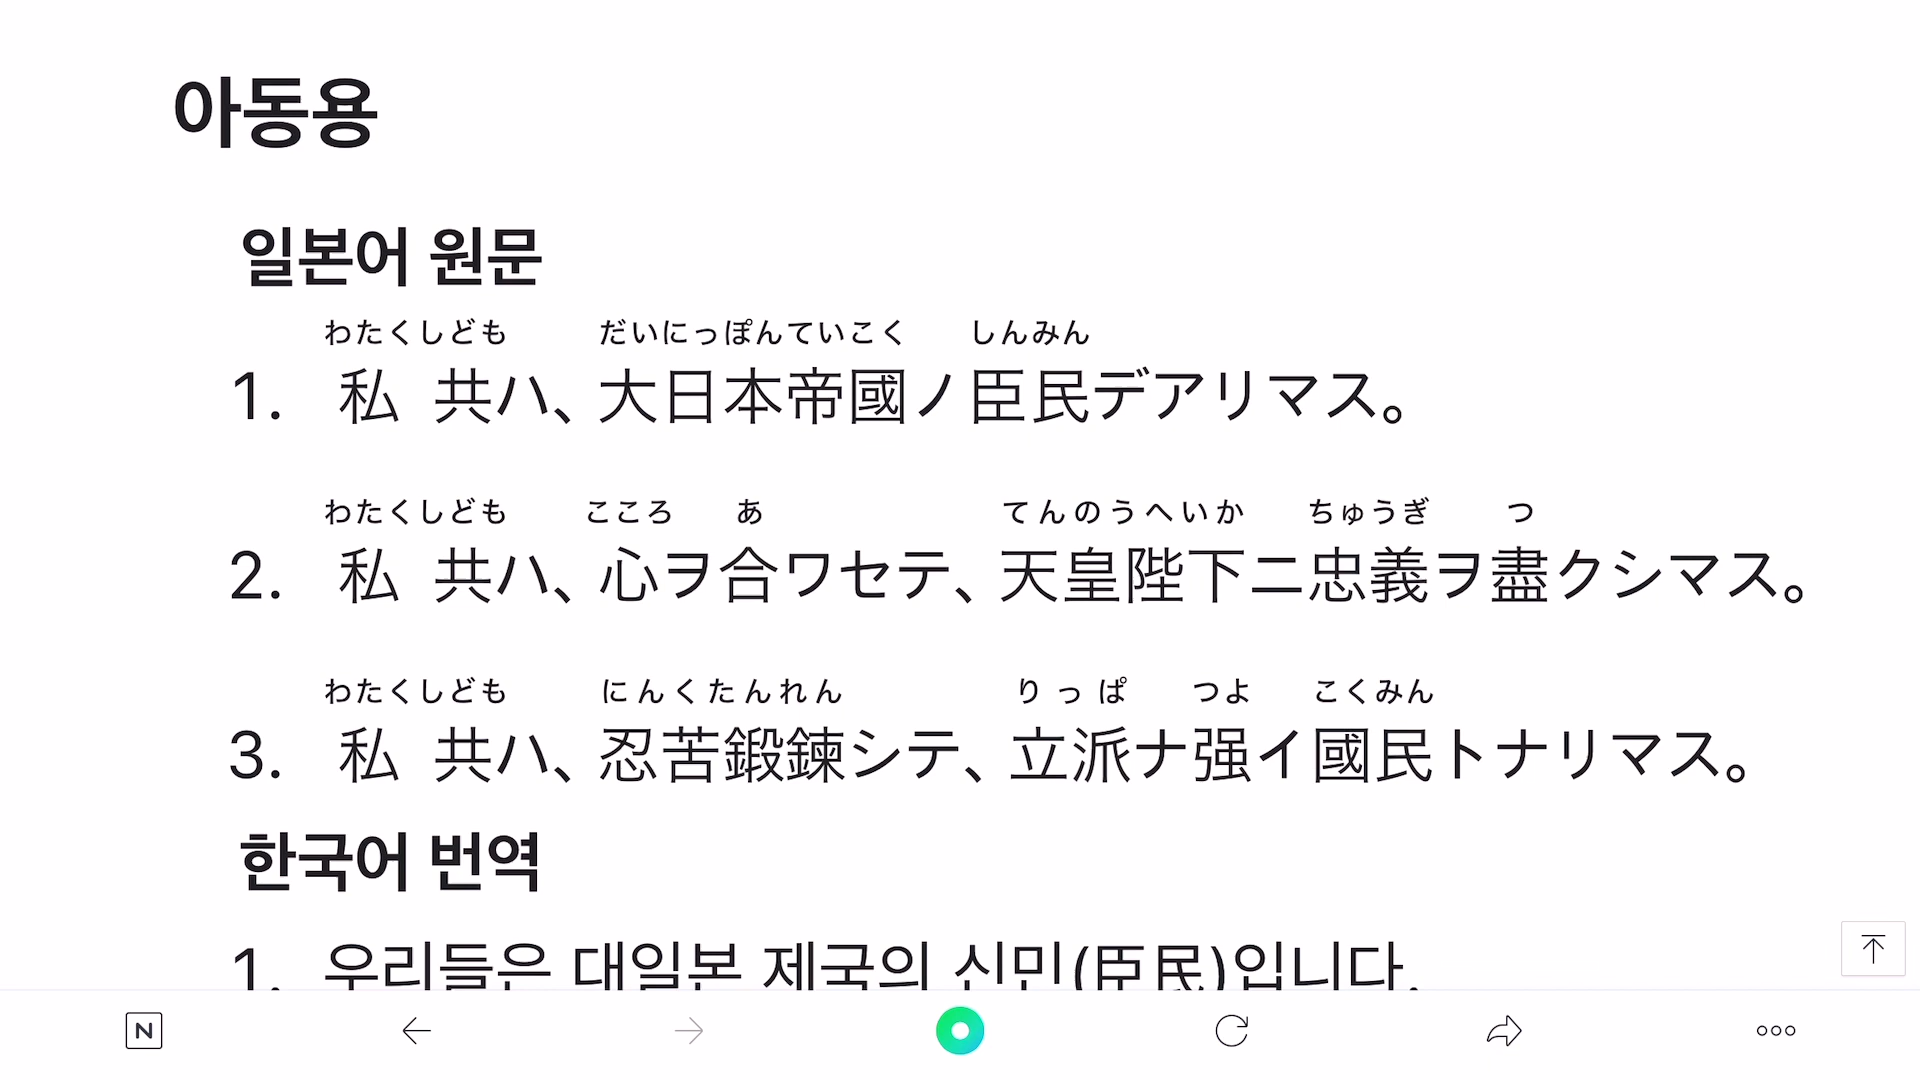 아동용
일본어 원문
わたくしども だいにっぽんていこく しんみん
1. 私 共ハ、大日本帝國ノ臣民デアリマス。
わたくしども こころ あ てんのうへいか ちゅうぎ つ
2. 私 共ハ、心ヲ合ワセテ、天皇陛下ニ忠義ヲ盡クシマス。
わたくしども にんくたんれん りっぱ つよ こくみん
3. 私 共ハ、忍苦鍛鍊シテ、立派ナ强イ國民トナリマス。
한국어 번역
1. 우리들은 대일본 제국의 신민(臣民)입니다.
N